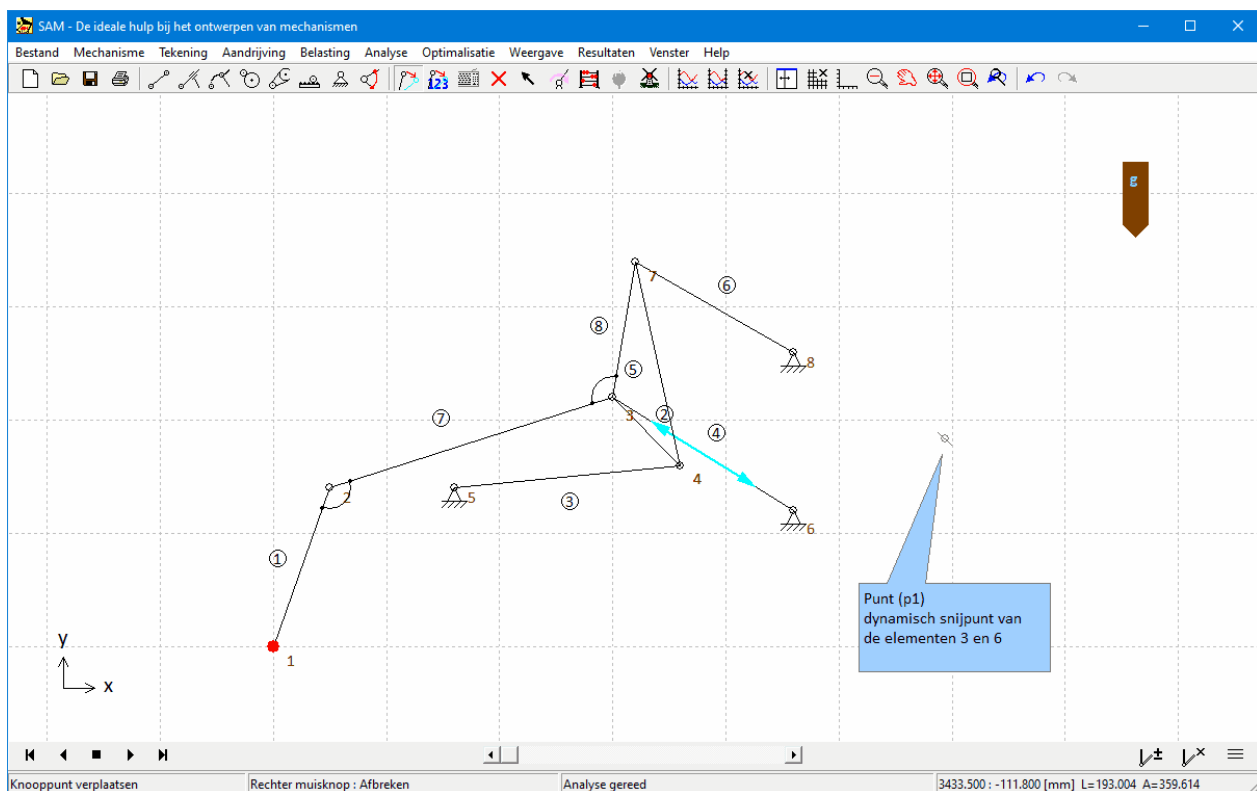 SAM - De ideale hulp bij het ontwerpen van mechanismen
Bestand Mechanisme Tekening Aandrijving Belasting Analyse Optimalisatie Weergave Resultaten Venster Help
123
g
7
6
8
8
5
3
2
7
4
4
2
5
3
6
1
Punt (p1)
dynamisch snijpunt van
de elementen 3 en 6
y
1
x
Knooppunt verplaatsen
Rechter muisknop : Afbreken
Analyse gereed
3433.500 : -111.800 [mm] L=193.004 A=359.614